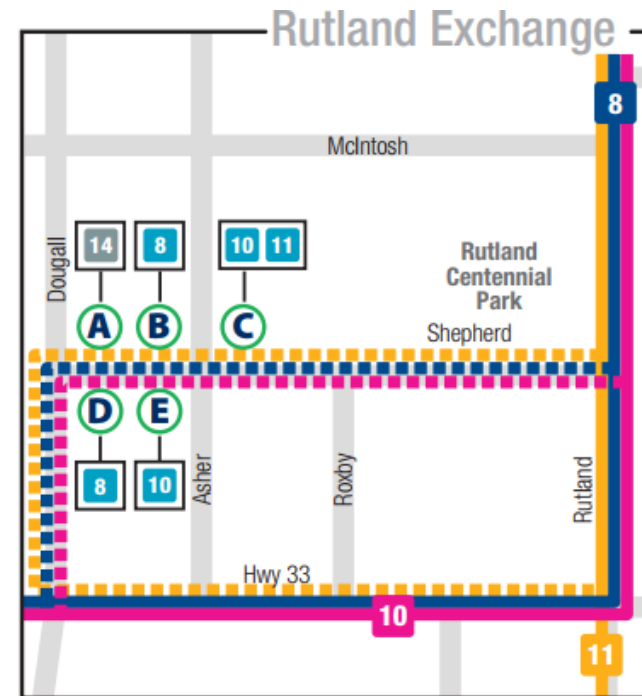 Rutland Exchange
8
McIntosh
Dougall
14
8
10 11
Rutland
Centennial
Park
A
B
C
Shepherd
D
E
8
10
Asher
Roxby
Rutland
Hwy 33
10
11